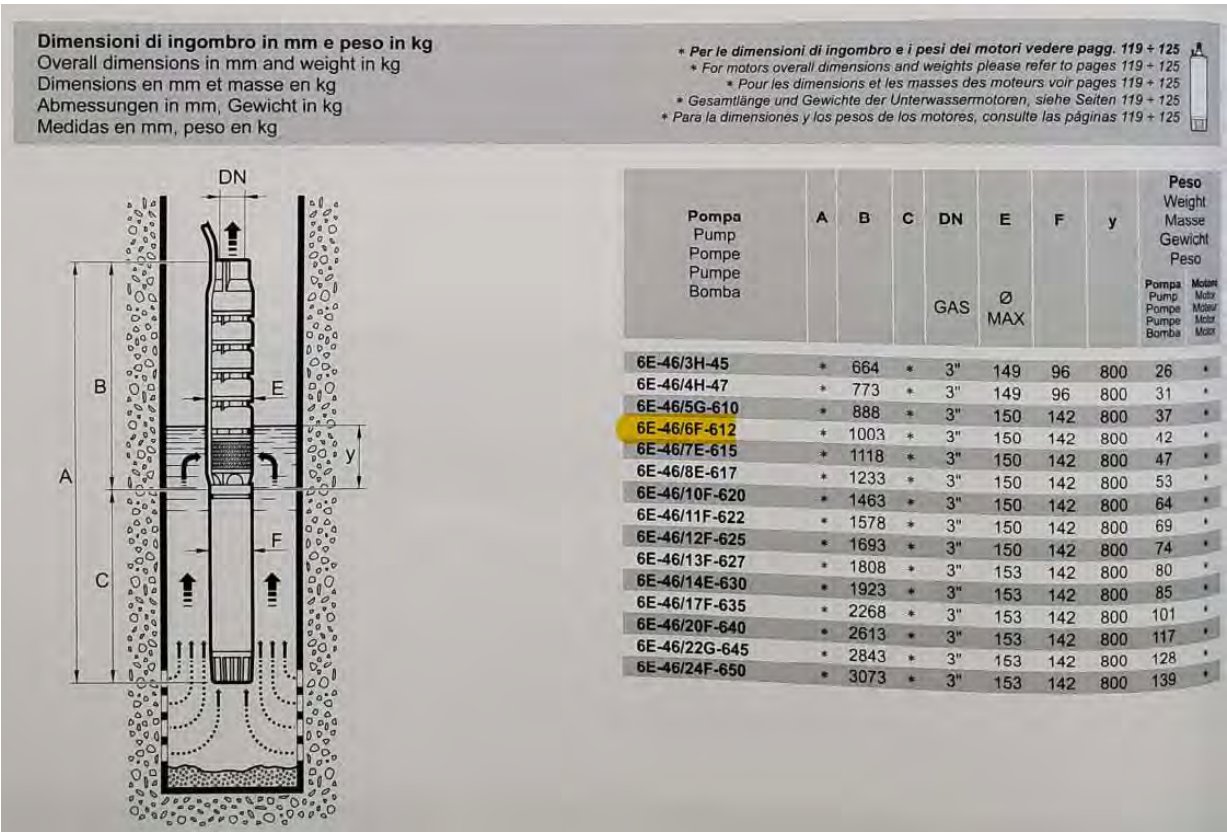 Dimensioni di ingombro in mm e peso in kg
Overall dimensions in mm and weight in kg
Dimensions en mm et masse en kg
Abmessungen in mm, Gewicht in kg
Medidas en mm, peso en kg
* Per le dimensioni di ingombro e i pesi dei motori vedere pagg. 119 ÷ 125
* For motors overall dimensions and weights please refer to pages 119 ÷ 125
* Pour les dimensions et les masses des moteurs voir pages 119 ÷ 125
* Gesamtlänge und Gewichte der Unterwassermotoren, siehe Seiten 119 ÷ 125
* Para la dimensiones y los pesos de los motores, consulte las páginas 119 ÷ 125
DN
B
E
A
y
F
C
Pompa
Pump
Pompe
Pumpe
Bomba
A
B
C
DN
GAS
E
Ø
MAX
F
y
Peso
Weight
Masse
Gewicht
Peso
Pompa
Pump
Pompe
Pumpe
Bomba
Motore
Motor
Moteur
Motor
Motor
6E-46/3H-45 * 664 * 3" 149 96 800 26 *
6E-46/4H-47 * 773 * 3" 149 96 800 31 *
6E-46/5G-610 * 888 * 3" 150 142 800 37 *
6E-46/6F-612 * 1003 * 3" 150 142 800 42 *
6E-46/7E-615 * 1118 * 3" 150 142 800 47 *
6E-46/8E-617 * 1233 * 3" 150 142 800 53 *
6E-46/10F-620 * 1463 * 3" 150 142 800 64 *
6E-46/11F-622 * 1578 * 3" 150 142 800 69 *
6E-46/12F-625 * 1693 * 3" 150 142 800 74 *
6E-46/13F-627 * 1808 * 3" 153 142 800 80 *
6E-46/14E-630 * 1923 * 3" 153 142 800 85 *
6E-46/17F-635 * 2268 * 3" 153 142 800 101 *
6E-46/20F-640 * 2613 * 3" 153 142 800 117 *
6E-46/22G-645 * 2843 * 3" 153 142 800 128 *
6E-46/24F-650 * 3073 * 3" 153 142 800 139 *